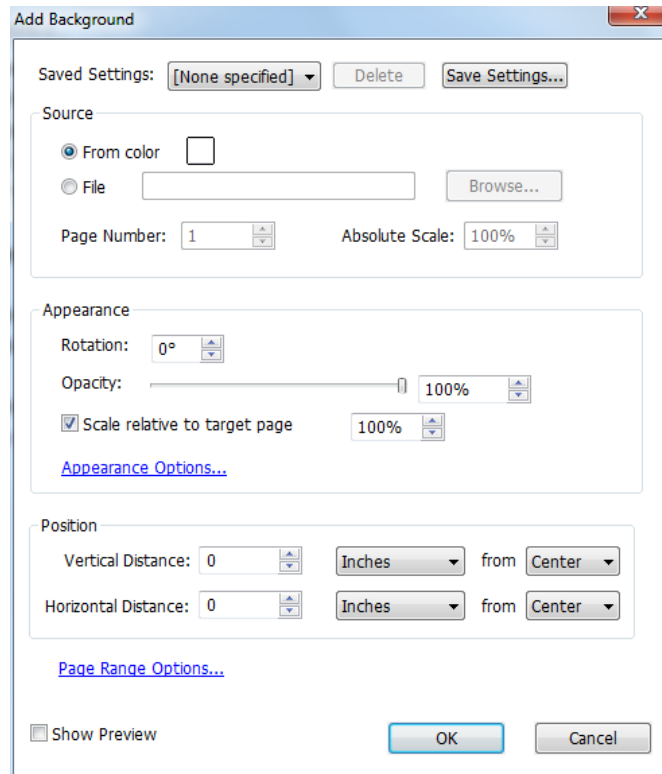 Add Background
Saved Settings: [None specified] Delete Save Settings...
Source
From color
File Browse...
Page Number: 1 Absolute Scale: 100%
Appearance
Rotation: 0°
Opacity: 100%
Scale relative to target page 100%
Appearance Options...
Position
Vertical Distance: 0 Inches from Center
Horizontal Distance: 0 Inches from Center
Page Range Options...
Show Preview OK Cancel